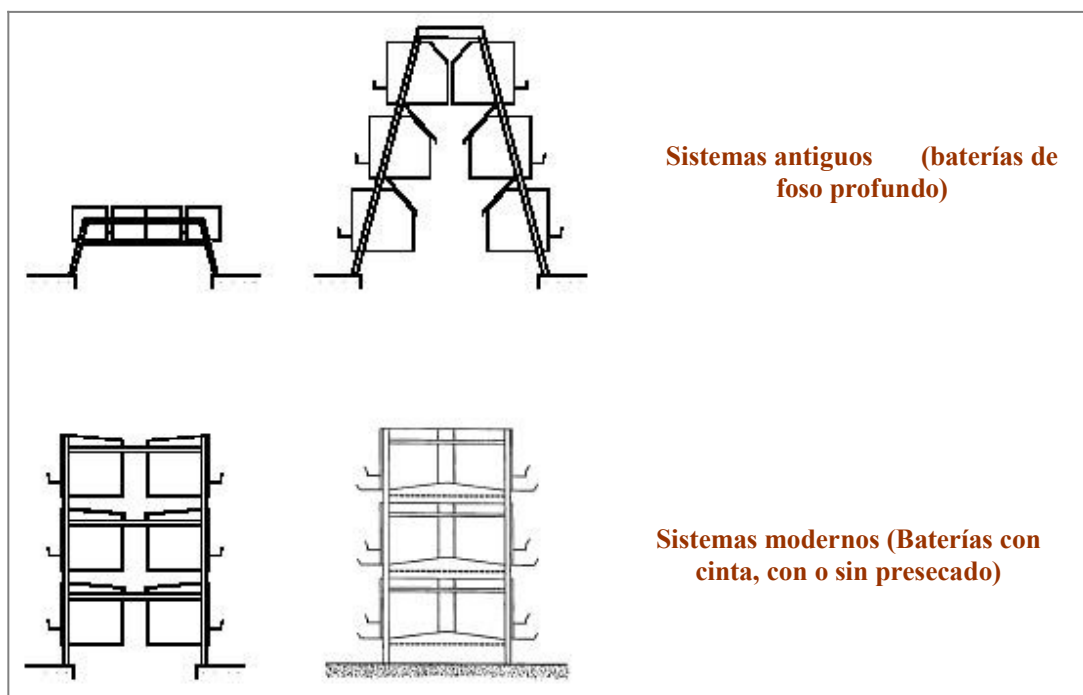 Sistemas antiguos (baterías de
foso profundo)
Sistemas modernos (Baterías con
cinta, con o sin presecado)